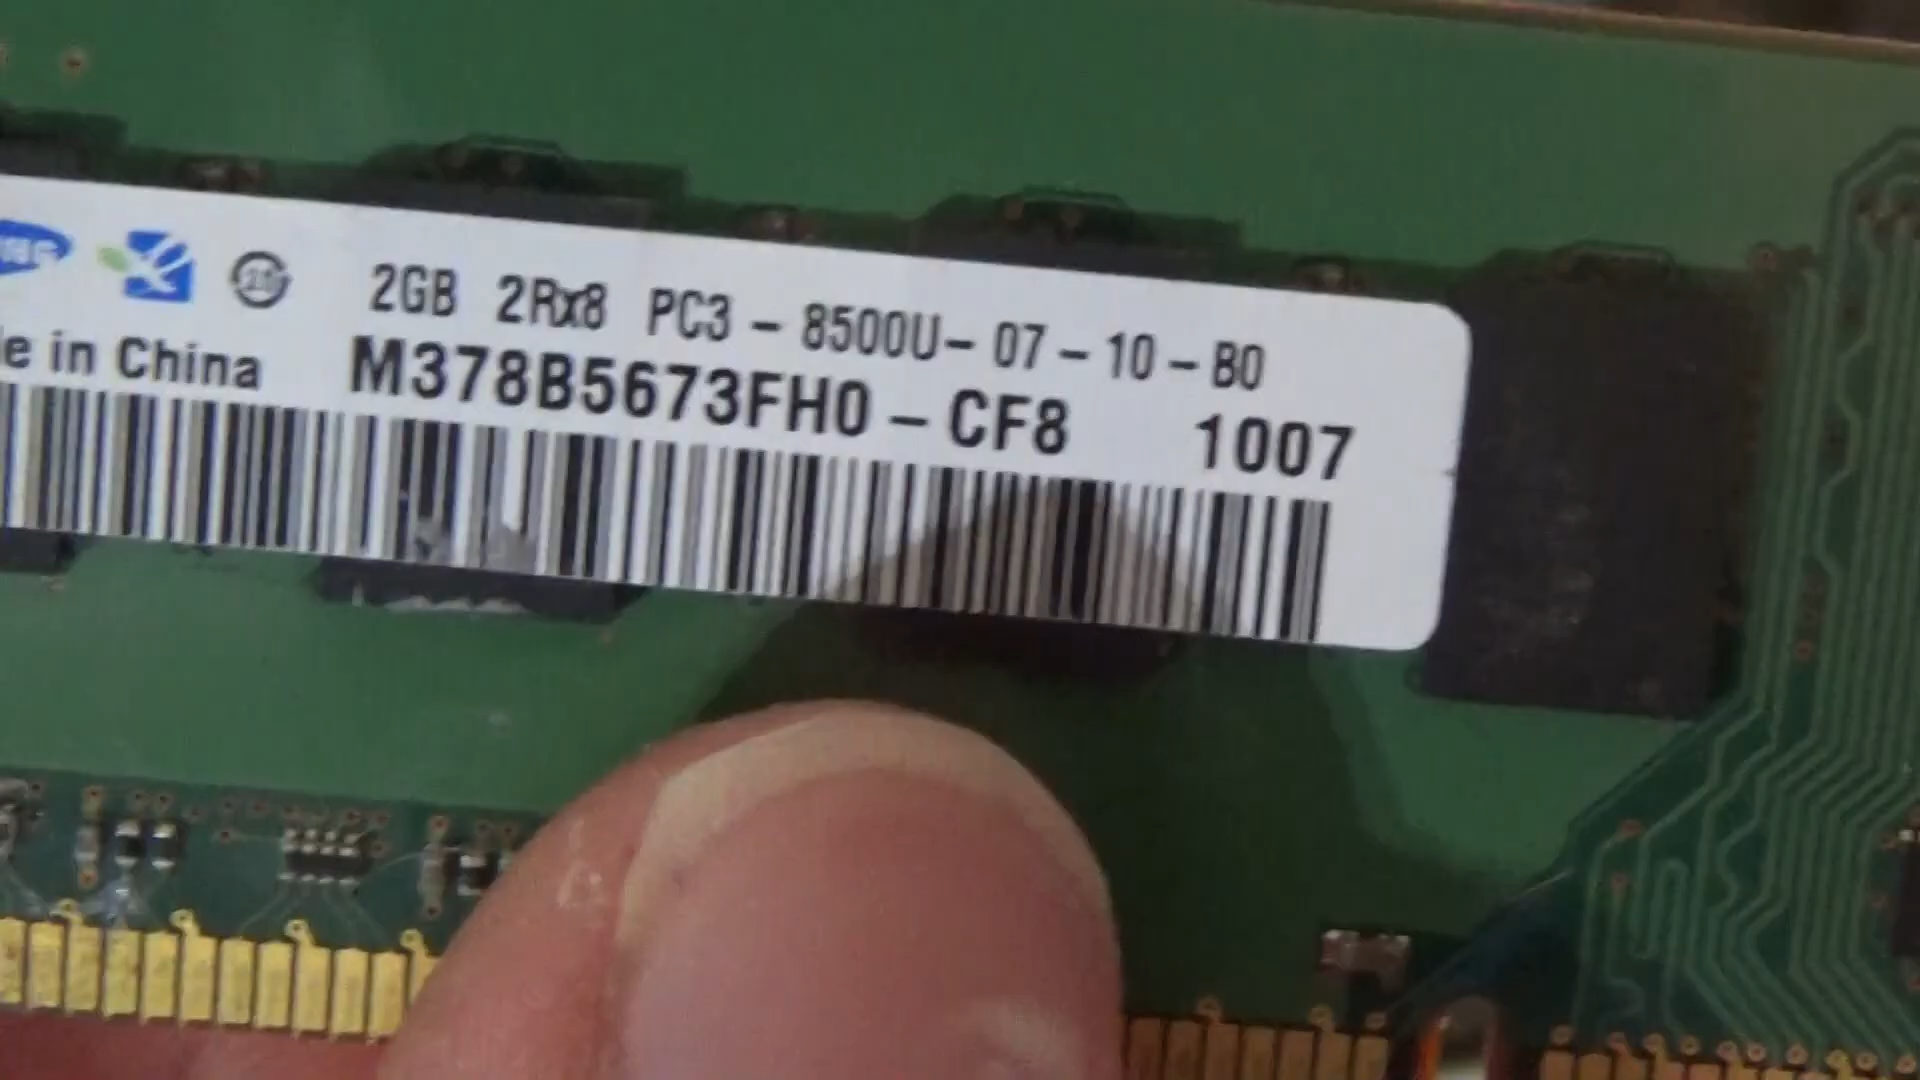 2GB 2Rx8 PC3 – 8500U– 07 – 10 – B0
in China M378B5673FH0 – CF8 1007